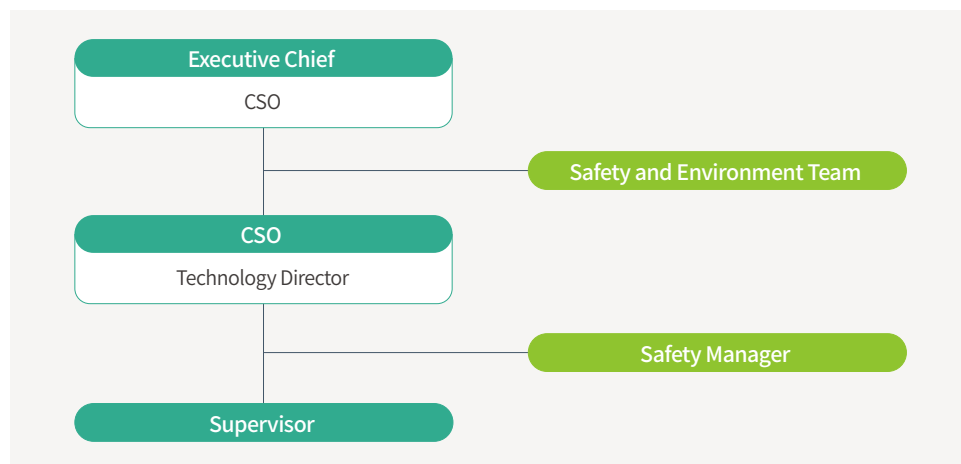 Executive Chief
CSO
Safety and Environment Team
CSO
Technology Director
Safety Manager
Supervisor